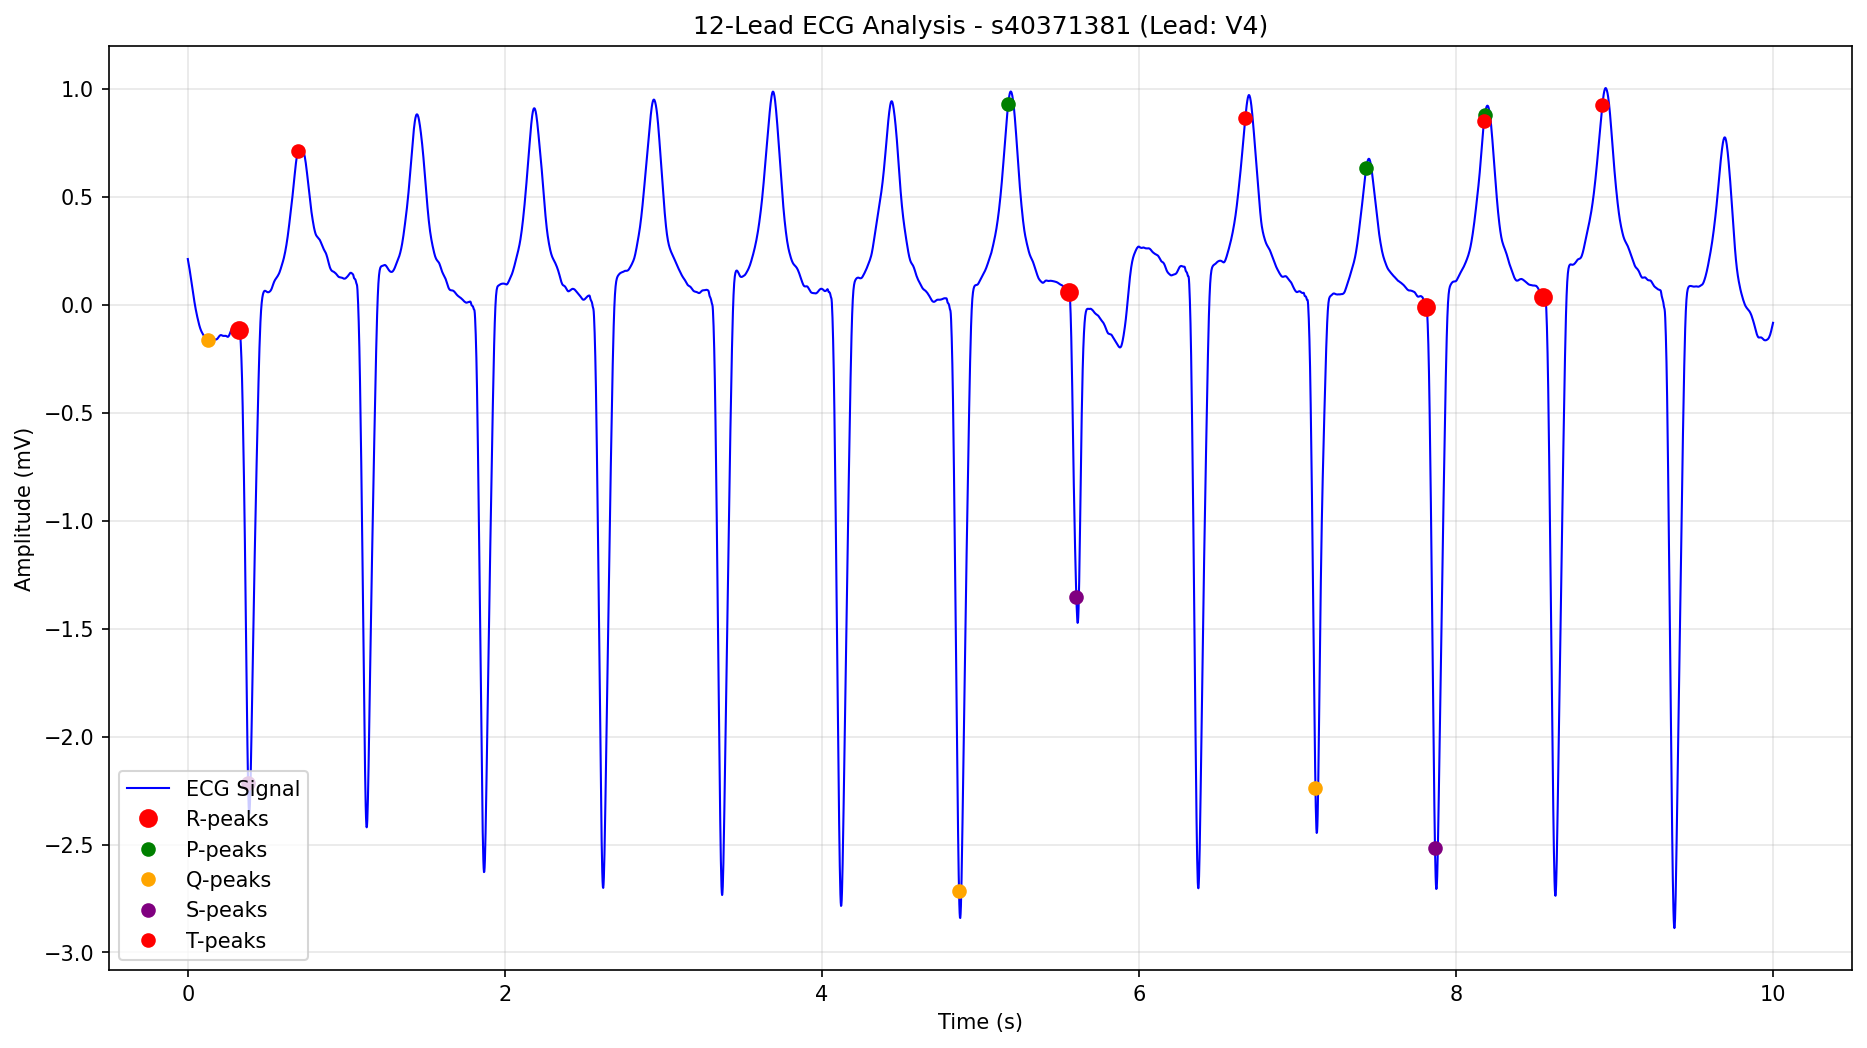 12-Lead ECG Analysis - s40371381 (Lead: V4)
1.0
0.5
0.0
−0.5
−1.0
−1.5
−2.0
−2.5
−3.0
Amplitude (mV)
ECG Signal
R-peaks
P-peaks
Q-peaks
S-peaks
T-peaks
0 2 4 6 8 10
Time (s)